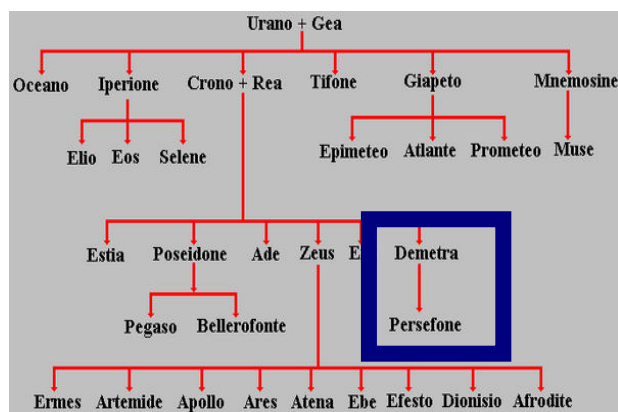 Urano + Gea
Oceano Iperione Crono + Rea Tifone Giapeto Mnemosine
Elio Eos Selene Epimeteo Atlante Prometeo Muse
Estia Poseidone Ade Zeus E Demetra
Pegaso Bellerofonte Persefone
Ermes Artemide Apollo Ares Atena Ebe Efesto Dionisio Afrodite